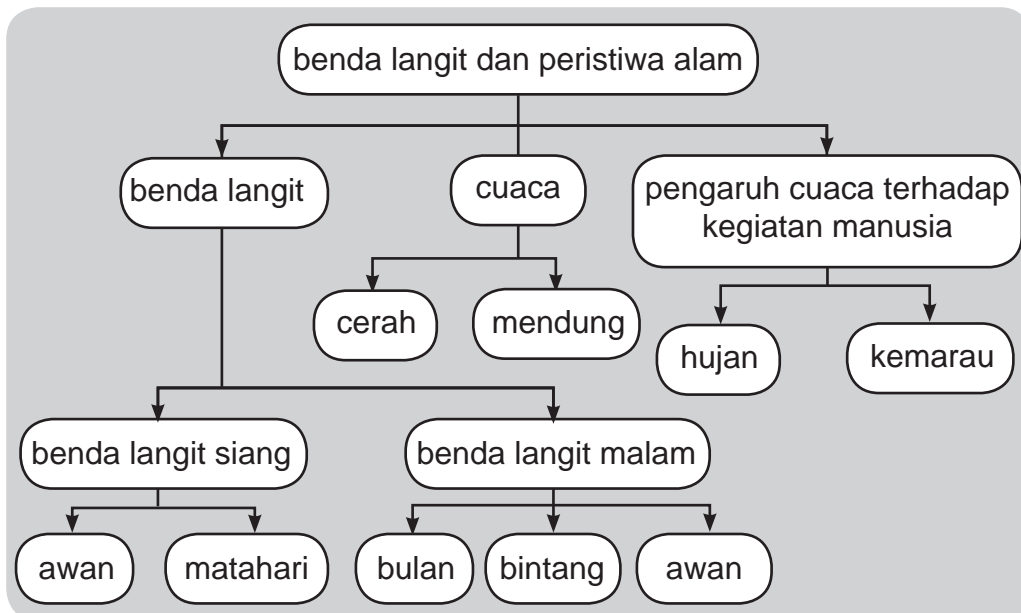 benda langit dan peristiwa alam
benda langit
cuaca
pengaruh cuaca terhadap
kegiatan manusia
cerah
mendung
hujan
kemarau
benda langit siang
benda langit malam
awan
matahari
bulan
bintang
awan